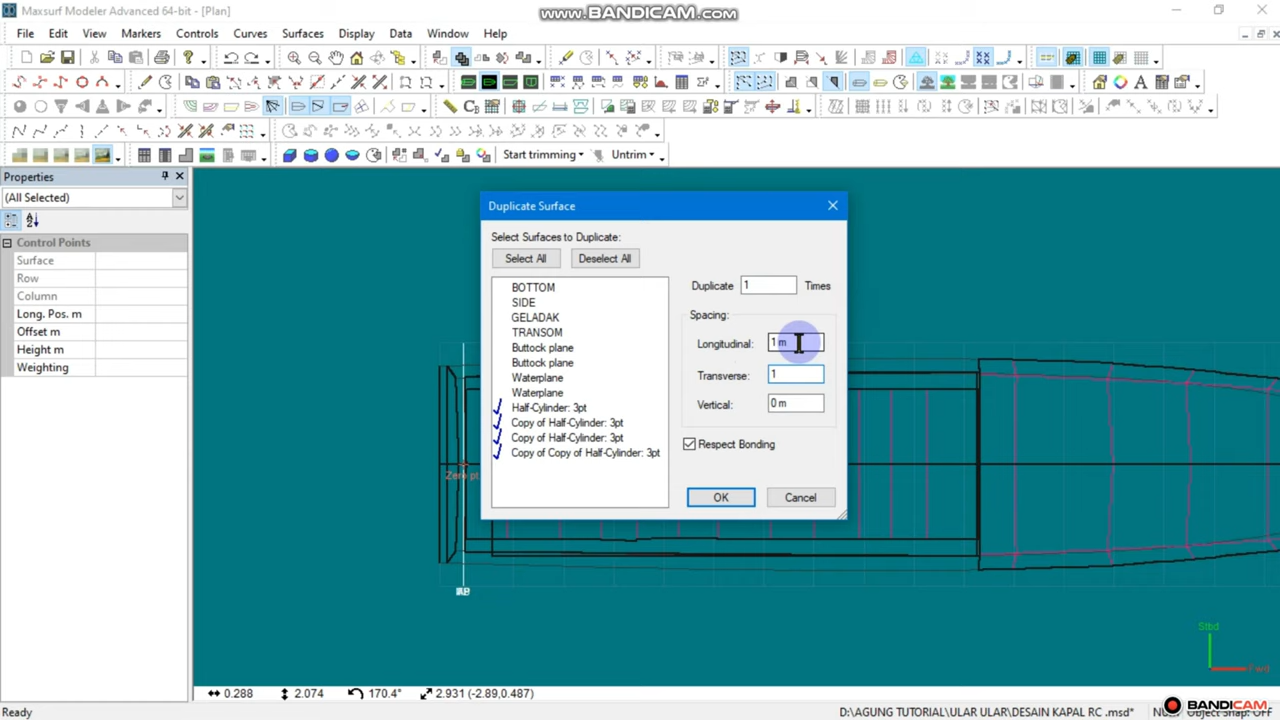 Maxsurf Modeler Advanced 64-bit - [Plan]
www.BANDICAM.com
File Edit View Markers Controls Curves Surfaces Display Data Window Help
Start trimming
Untrim
Properties
(All Selected)
Control Points
Surface
Row
Column
Long. Pos. m
Offset m
Height m
Weighting
Duplicate Surface
Select Surfaces to Duplicate:
Select All
Deselect All
BOTTOM
SIDE
GELADAK
TRANSOM
Buttock plane
Buttock plane
Waterplane
Waterplane
Half-Cylinder: 3pt
Copy of Half-Cylinder: 3pt
Copy of Half-Cylinder: 3pt
Copy of Copy of Half-Cylinder: 3pt
Duplicate 1 Times
Spacing:
Longitudinal: 1 m
Transverse: 1
Vertical: 0 m
Respect Bonding
OK
Cancel
Zero pt
Stbd
Fwd
0.288 2.074 170.4° 2.931 (-2.89,0.487)
Ready
D:\AGUNG TUTORIAL\ULAR ULAR\DESAIN KAPAL RC .msd*
BANDICAM